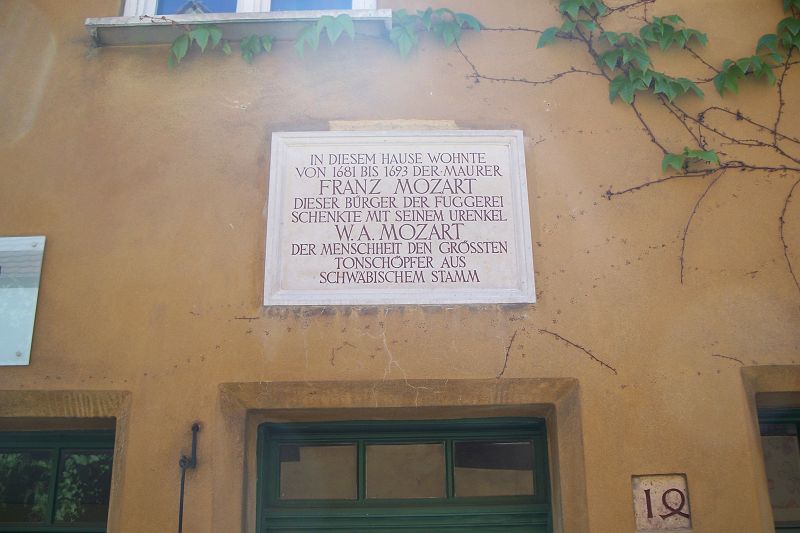 IN DIESEM HAUSE WOHNTE
VON 1681 BIS 1693 DER MAURER
FRANZ MOZART
DIESER BÜRGER DER FUGGEREI
SCHENKTE MIT SEINEM URENKEL
W. A. MOZART
DER MENSCHHEIT DEN GRÖSSTEN
TONSCHÖPFER AUS
SCHWÄBISCHEM STAMM
14